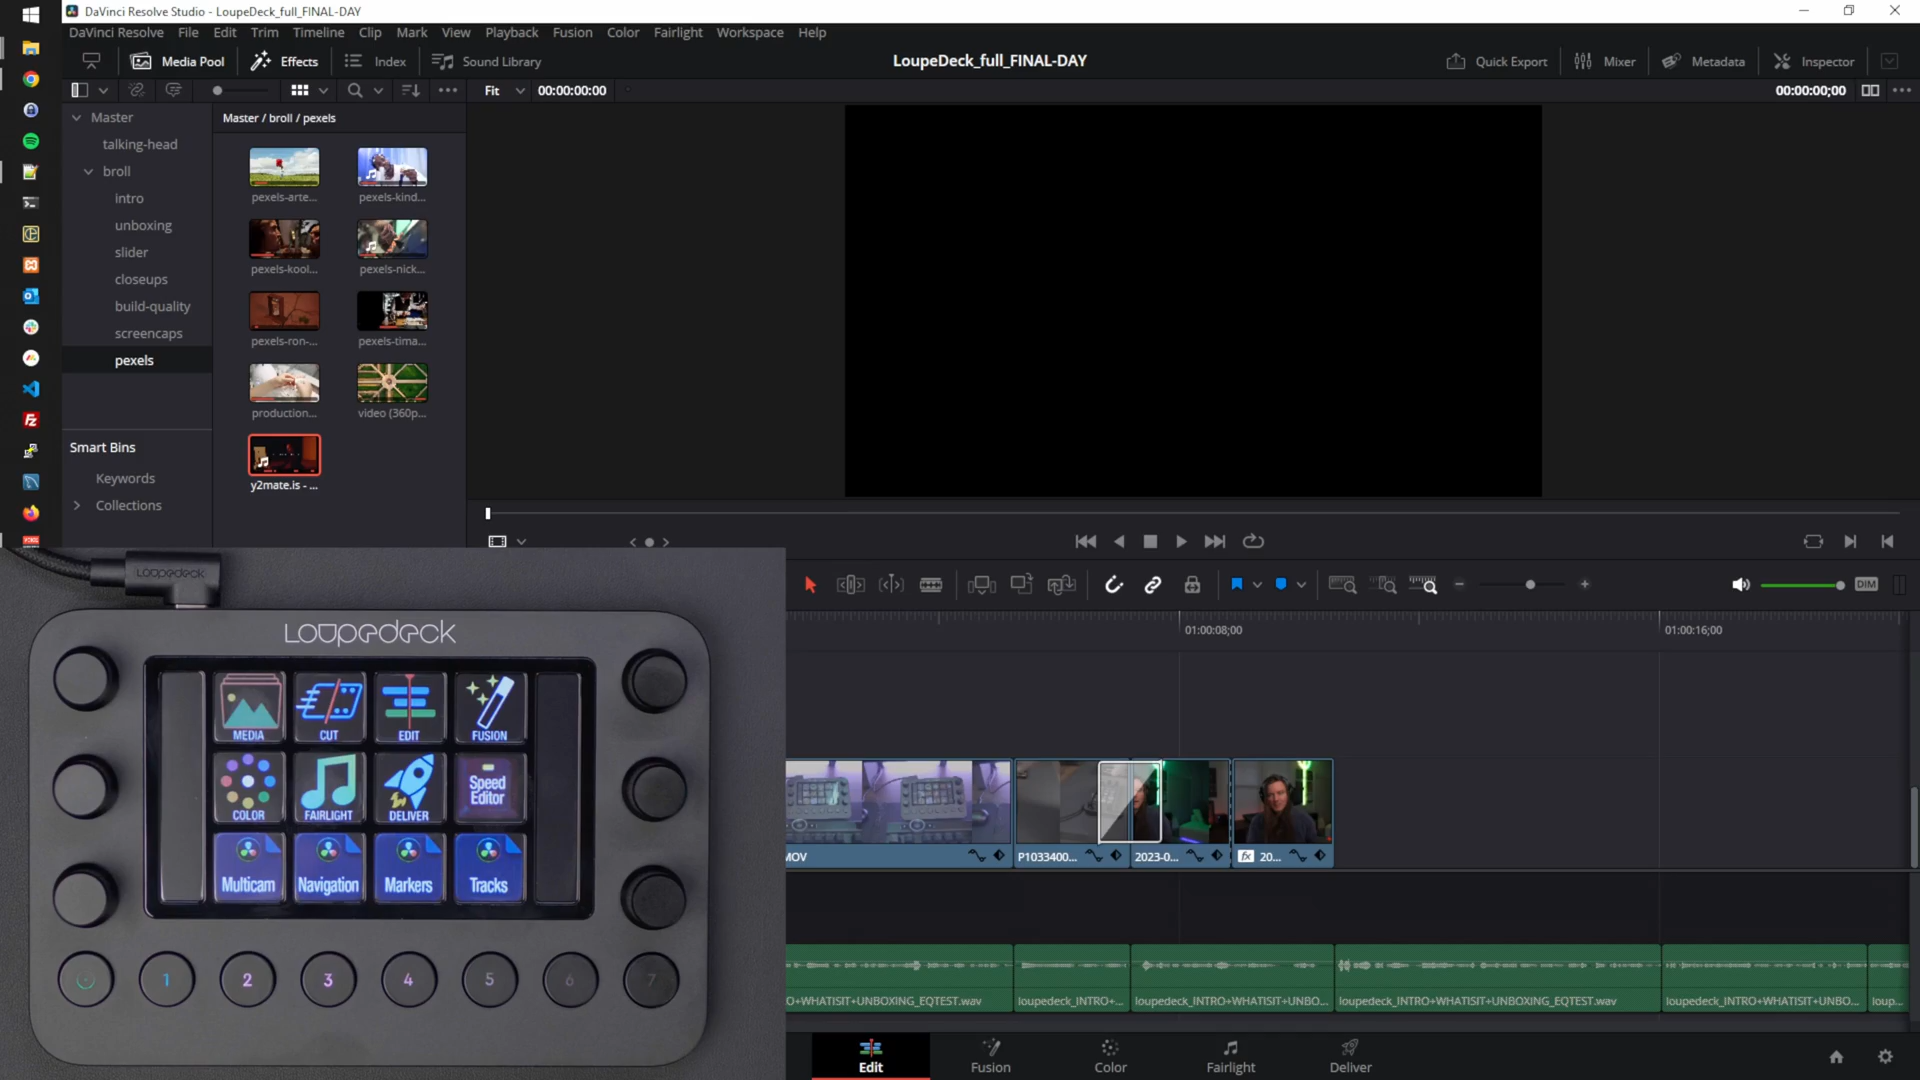 DaVinci Resolve Studio - LoupeDeck_full_FINAL-DAY
DaVinci Resolve File Edit Trim Timeline Clip Mark View Playback Fusion Color Fairlight Workspace Help
Media Pool Effects Index Sound Library LoupeDeck_full_FINAL-DAY Quick Export Mixer Metadata Inspector
Fit 00:00:00:00 00:00:00;00
Master
talking-head
broll
intro
unboxing
slider
closeups
build-quality
screencaps
pexels
Smart Bins
Keywords
Collections
Master / broll / pexels
pexels-arte... pexels-kind...
pexels-kool... pexels-nick...
pexels-ron-... pexels-tima...
production... video (360p...
y2mate.is - ...
DIM
01:00:08;00 01:00:16;00
MOV P1033400... 2023-0... fx 20...
O+WHATISIT+UNBOXING_EQTEST.wav loupedeck_INTRO+... loupedeck_INTRO+WHATISIT+UNBO... loupedeck_INTRO+WHATISIT+UNBOXING_EQTEST.wav loupedeck_INTRO+WHATISIT+UNBO... loup...
Edit Fusion Color Fairlight Deliver
Loupedeck
Loupedeck
MEDIA CUT EDIT FUSION
COLOR FAIRLIGHT DELIVER Speed Editor
Multicam Navigation Markers Tracks
1 2 3 4 5 6 7